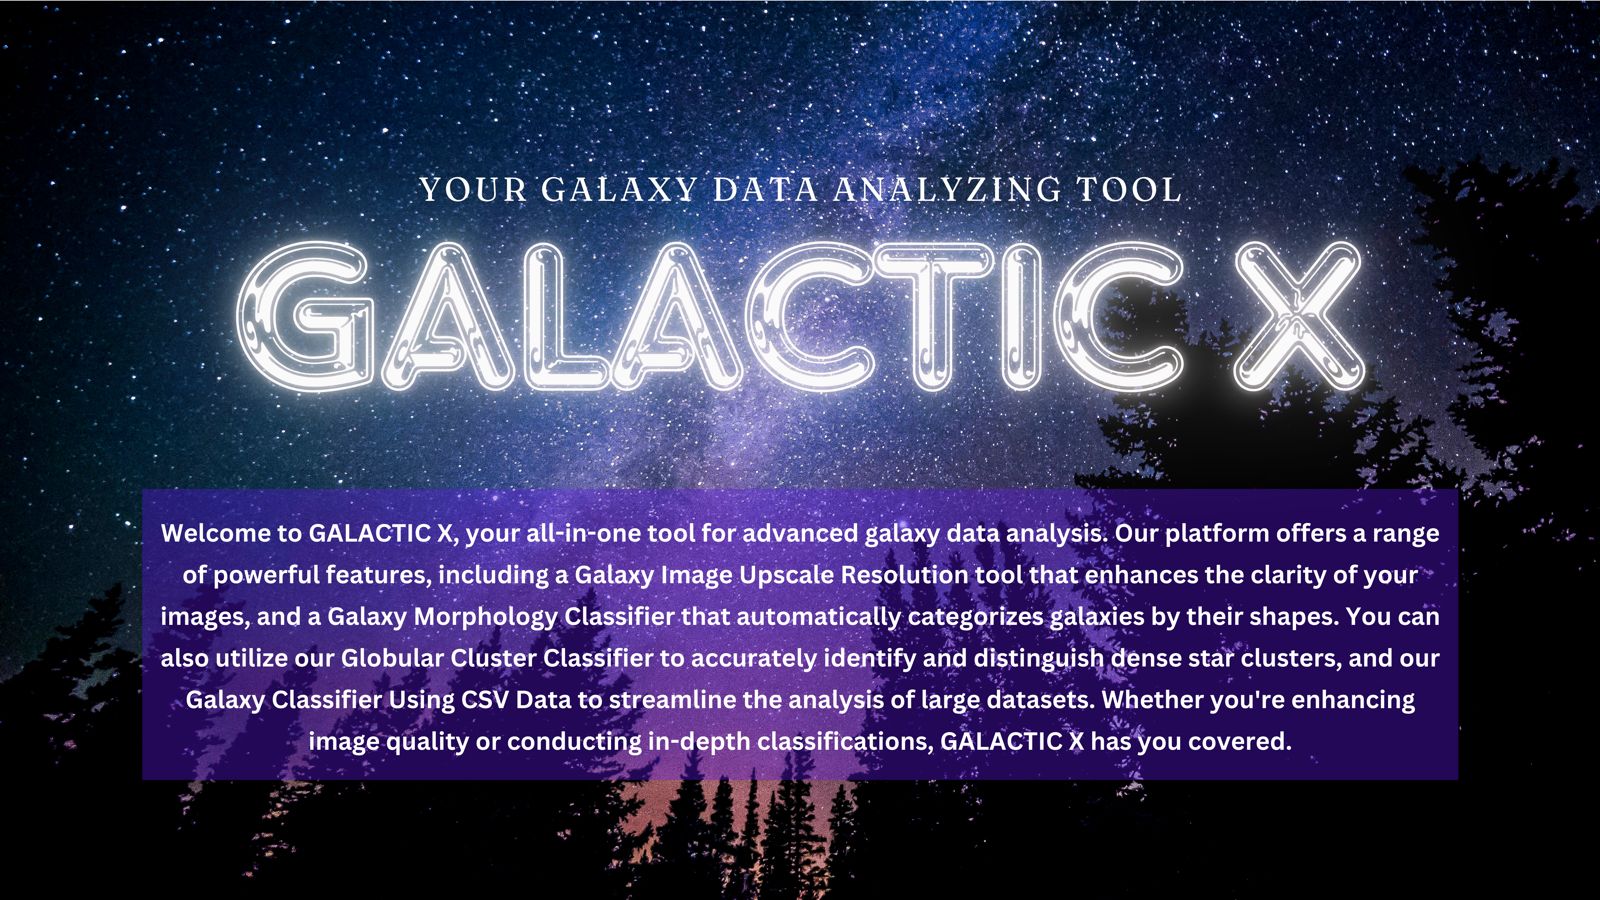 YOUR GALAXY DATA ANALYZING TOOL
GALACTIC X
Welcome to GALACTIC X, your all-in-one tool for advanced galaxy data analysis. Our platform offers a range
of powerful features, including a Galaxy Image Upscale Resolution tool that enhances the clarity of your
images, and a Galaxy Morphology Classifier that automatically categorizes galaxies by their shapes. You can
also utilize our Globular Cluster Classifier to accurately identify and distinguish dense star clusters, and our
Galaxy Classifier Using CSV Data to streamline the analysis of large datasets. Whether you're enhancing
image quality or conducting in-depth classifications, GALACTIC X has you covered.